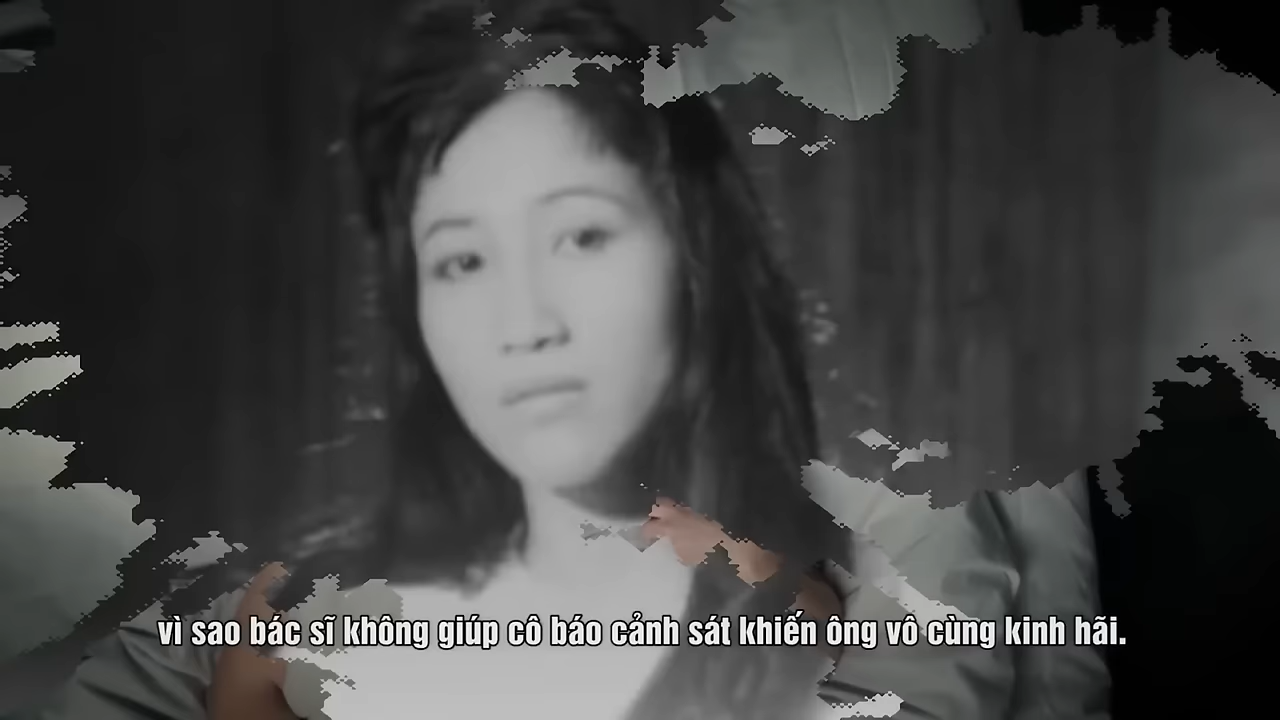 vì sao bác sĩ không giúp cô báo cảnh sát khiến ông vô cùng kinh hãi.